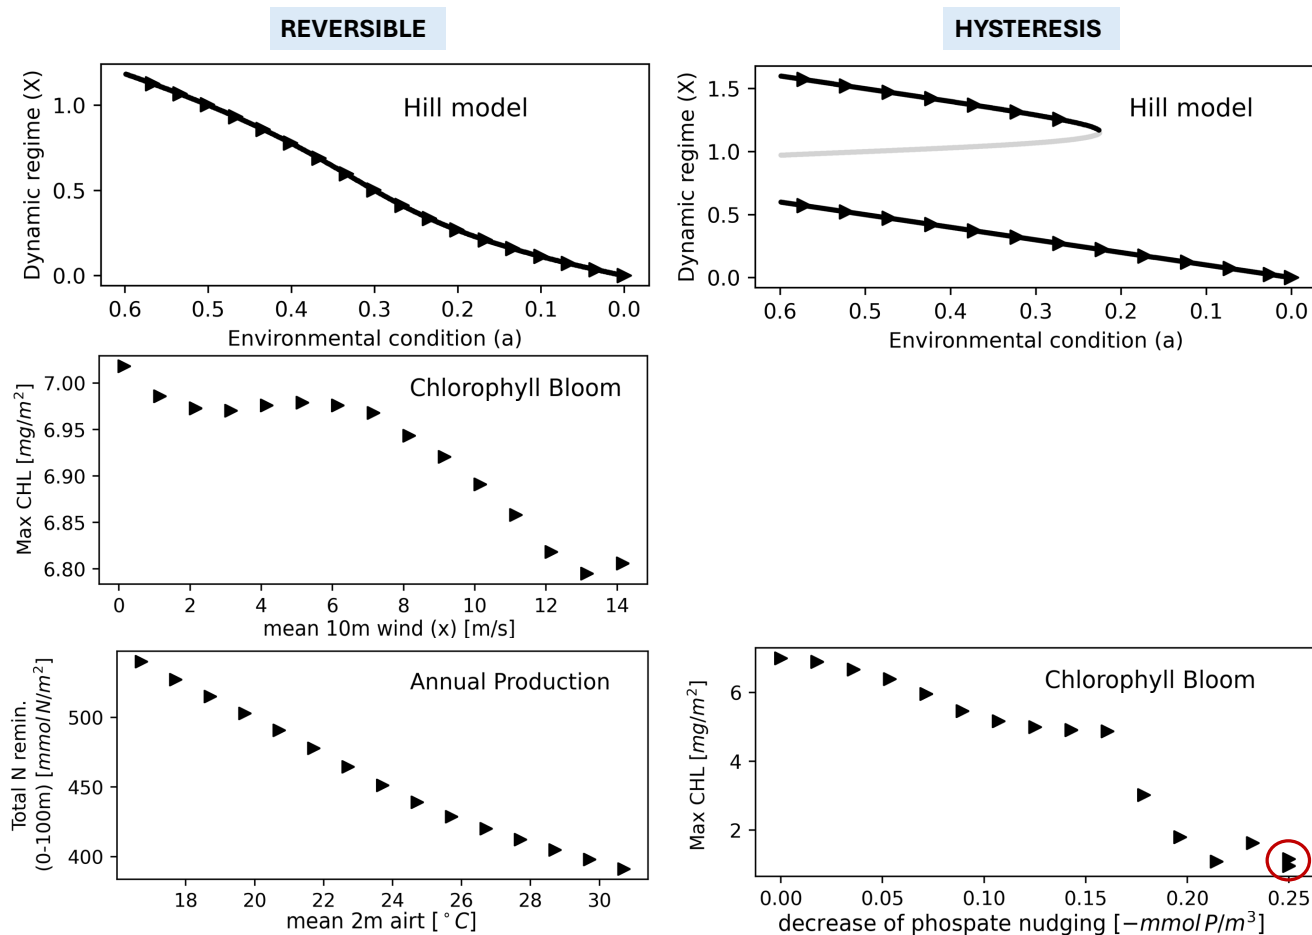 REVERSIBLE
HYSTERESIS
Dynamic regime (X)
1.0
0.5
0.0
Hill model
0.6 0.5 0.4 0.3 0.2 0.1 0.0
Environmental condition (a)
Dynamic regime (X)
1.5
1.0
0.5
0.0
Hill model
0.6 0.5 0.4 0.3 0.2 0.1 0.0
Environmental condition (a)
Max CHL [mg/m²]
7.00
6.95
6.90
6.85
6.80
Chlorophyll Bloom
0 2 4 6 8 10 12 14
mean 10m wind (x) [m/s]
Total N remin.
(0-100m) [mmol N/m²]
500
450
400
Annual Production
18 20 22 24 26 28 30
mean 2m airt [°C]
Max CHL [mg/m²]
6
4
2
Chlorophyll Bloom
0.00 0.05 0.10 0.15 0.20 0.25
decrease of phospate nudging [−mmol P/m³]